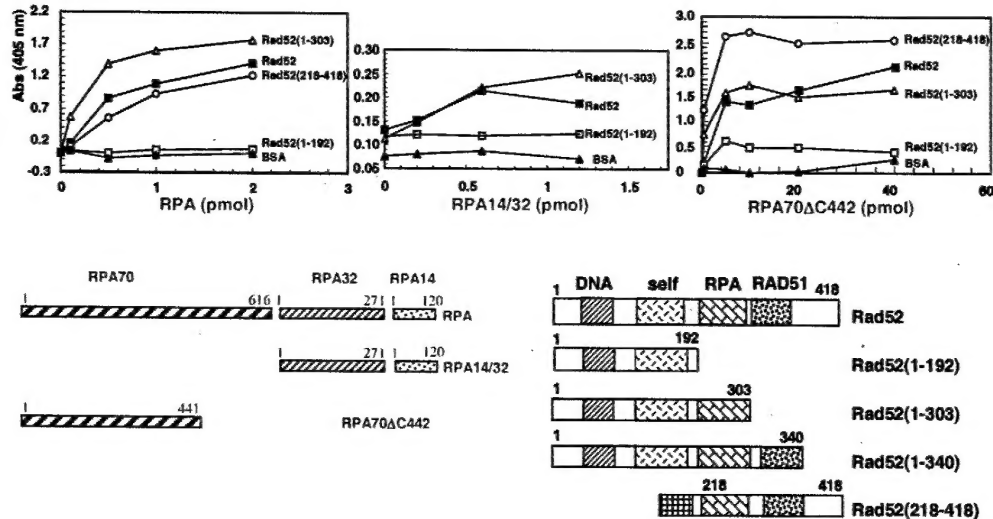 Abs (405 nm)
2.2
1.7
1.2
0.7
0.2
-0.3
0 1 2 3
RPA (pmol)
Rad52(1-303)
Rad52
Rad52(218-418)
Rad52(1-192)
BSA
0.30
0.25
0.20
0.15
0.10
0.05
0.0 0.5 1.0 1.5
RPA14/32 (pmol)
Rad52(1-303)
Rad52
Rad52(1-192)
BSA
3.0
2.5
2.0
1.5
1.0
0.5
0
0 20 40 60
RPA70ΔC442 (pmol)
Rad52(218-418)
Rad52
Rad52(1-303)
Rad52(1-192)
BSA
RPA70 RPA32 RPA14
1 616 1 271 1 120
RPA
1 271 1 120
RPA14/32
1 441
RPA70ΔC442
DNA self RPA RAD51
1 418
Rad52
1 192
Rad52(1-192)
1 303
Rad52(1-303)
1 340
Rad52(1-340)
218 418
Rad52(218-418)